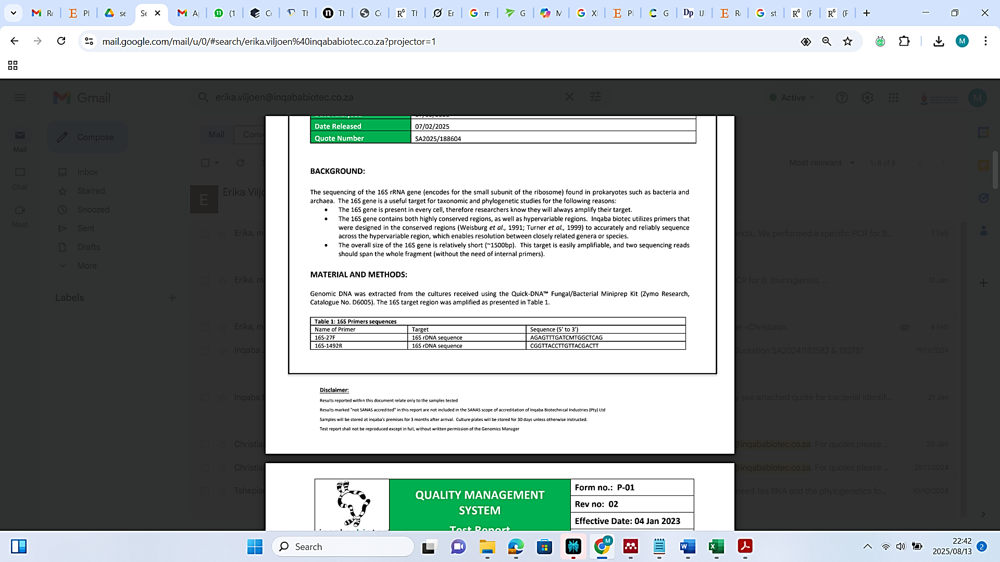 Re
Pl
se
Se
A
(1
Co
Th
Th
Co
Th
Er
m
G
M
Xl
Pl
G
IJ
Re
st
(F
(F
mail.google.com/mail/u/0/#search/erika.viljoen%40inqababiotec.co.za?projector=1
M
Gmail
erika.viljoen@inqababiotec.co.za
Active
M
Compose
Mail
Chat
Meet
Inbox
Starred
Snoozed
Sent
Drafts
More
Labels
Mail
Conv
Most relevant
1–8 of 8
E
Erika Viljo
Erika, m
anda,. We performed a specific PCR for B...
7 Feb
Erika, m
CR for B. thuringiensis, ...
31 Jan
Erika, m
e <Christiaan.
4 Feb
Inqaba
Quotation SA2024/182582 & 182787
19/11/2024
Inqaba
y see attached quote for bacterial identif...
21 Jan
Christia
@inqababiotec.co.za. For quotes please ...
20 Jan
Christia
@inqababiotec.co.za. For quotes please ...
28/11/2024
Tshepis
need 16s RNA and the phylogenetics fo...
10/10/2024
Date Released
07/02/2025
Quote Number
SA2025/188604
BACKGROUND:
The sequencing of the 16S rRNA gene (encodes for the small subunit of the ribosome) found in prokaryotes such as bacteria and
archaea. The 16S gene is a useful target for taxonomic and phylogenetic studies for the following reasons:
• The 16S gene is present in every cell, therefore researchers know they will always amplify their target.
• The 16S gene contains both highly conserved regions, as well as hypervariable regions. Inqaba biotec utilizes primers that
were designed in the conserved regions (Weisburg et al., 1991; Turner et al., 1999) to accurately and reliably sequence
across the hypervariable region, which enables resolution between closely related genera or species.
• The overall size of the 16S gene is relatively short (~1500bp). This target is easily amplifiable, and two sequencing reads
should span the whole fragment (without the need of internal primers).
MATERIAL AND METHODS:
Genomic DNA was extracted from the cultures received using the Quick-DNA™ Fungal/Bacterial Miniprep Kit (Zymo Research,
Catalogue No. D6005). The 16S target region was amplified as presented in Table 1.
Table 1: 16S Primers sequences
Name of Primer
Target
Sequence (5’ to 3’)
16S-27F
16S rDNA sequence
AGAGTTTGATCMTGGCTCAG
16S-1492R
16S rDNA sequence
CGGTTACCTTGTTACGACTT
Disclaimer:
Results reported within this document relate only to the samples tested
Results marked "not SANAS accredited" in this report are not included in the SANAS scope of accreditation of Inqaba Biotechnical Industries (Pty) Ltd
Samples will be stored at inqaba's premises for 3 months after arrival. Culture plates will be stored for 30 days unless otherwise instructed.
Test report shall not be reproduced except in full, without written permission of the Genomics Manager
QUALITY MANAGEMENT
SYSTEM
Test Report
Form no.: P-01
Rev no: 02
Effective Date: 04 Jan 2023
Search
22:42
2025/08/13
2